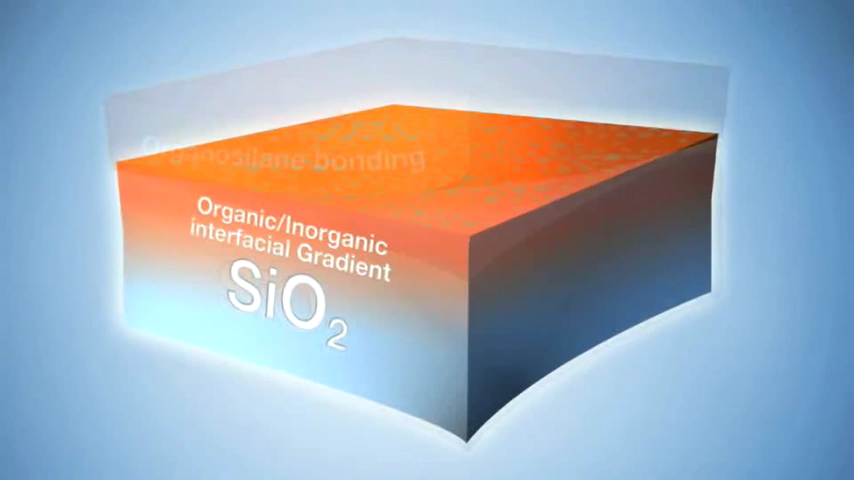 Organosilane bonding
Organic/Inorganic
interfacial Gradient
SiO₂